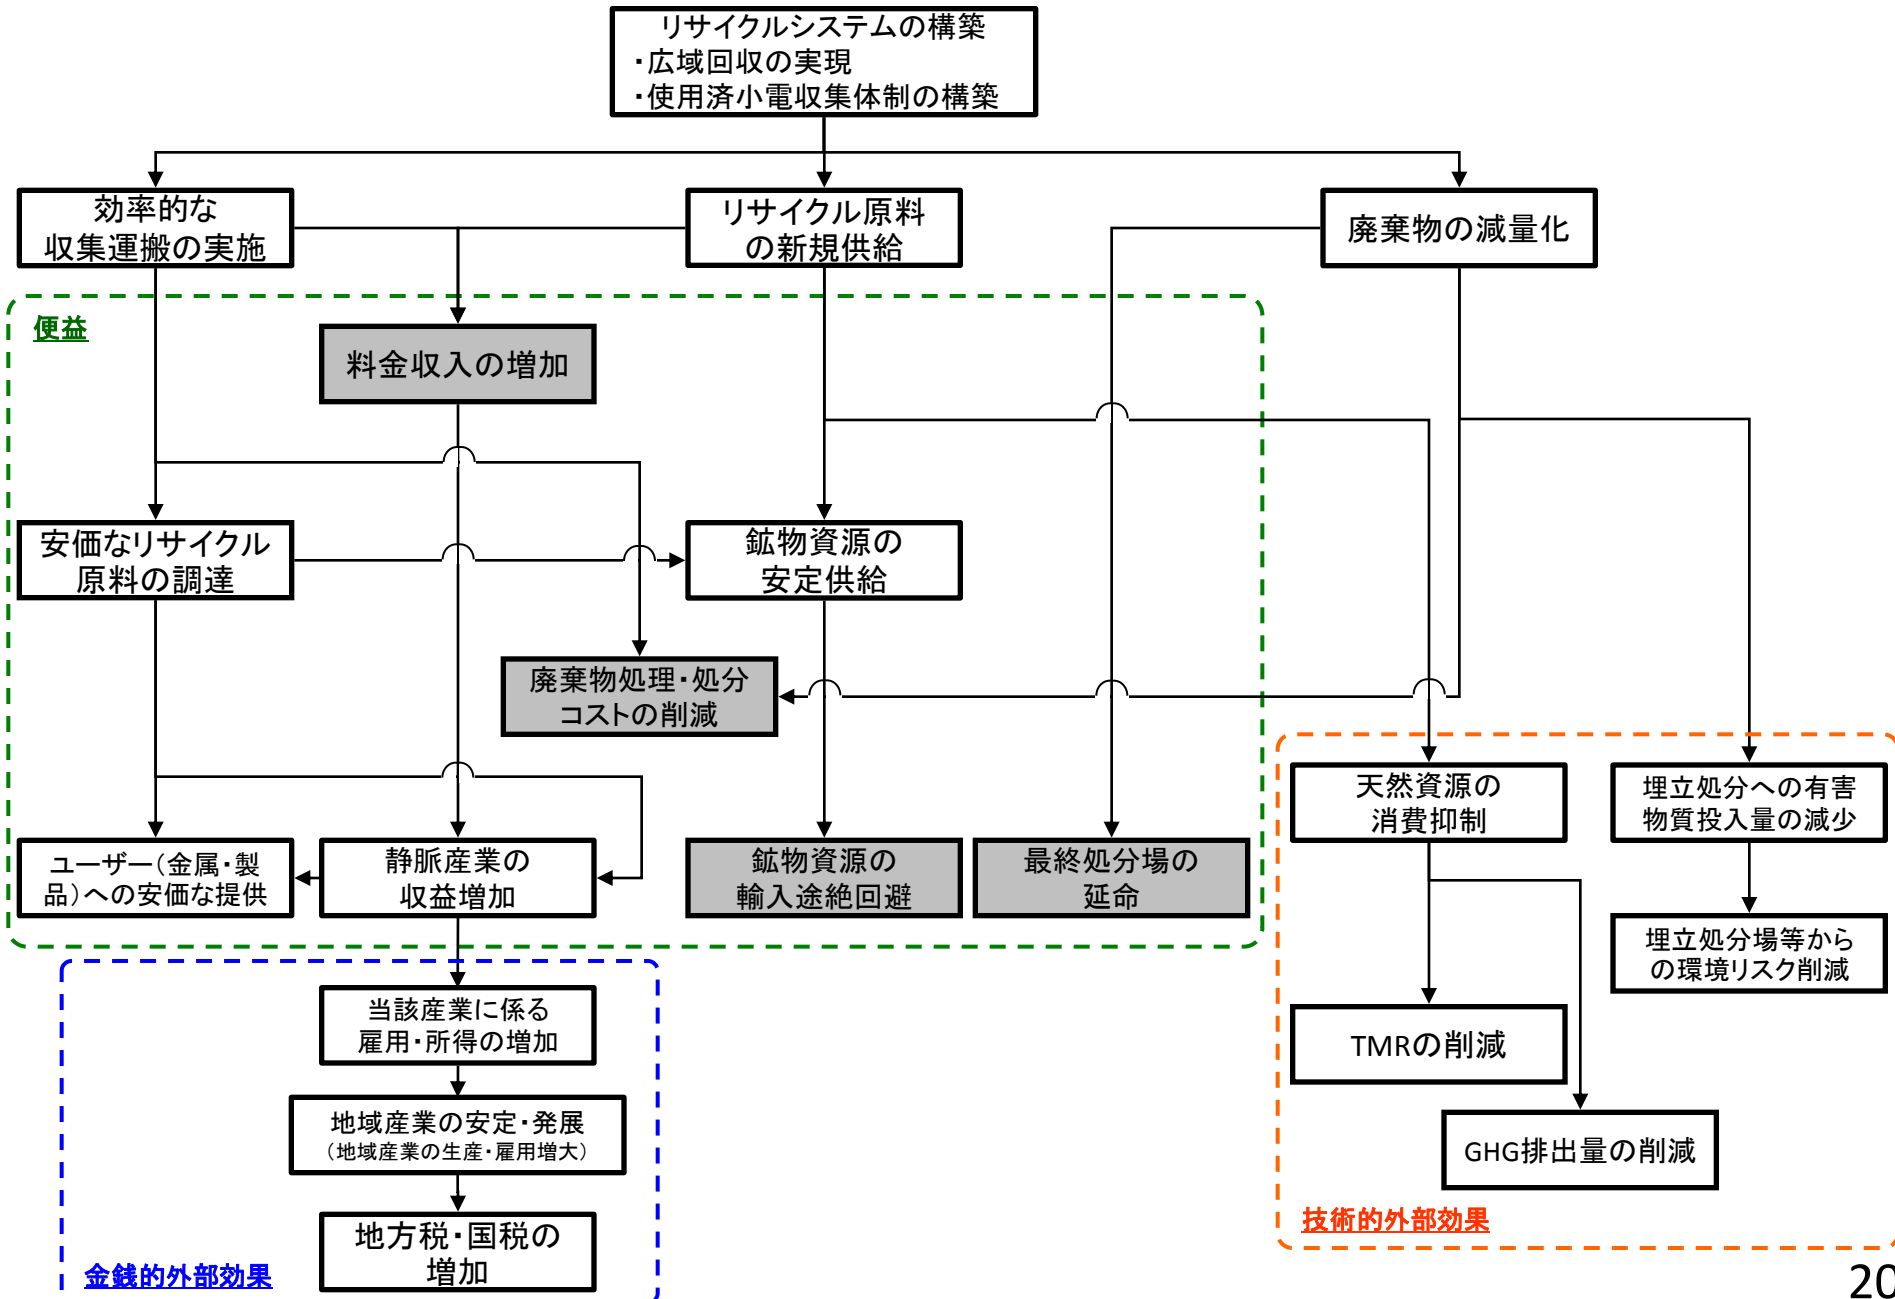 リサイクルシステムの構築
・広域回収の実現
・使用済小電収集体制の構築
効率的な
収集運搬の実施
リサイクル原料
の新規供給
廃棄物の減量化
便益
料金収入の増加
安価なリサイクル
原料の調達
鉱物資源の
安定供給
廃棄物処理・処分
コストの削減
天然資源の
消費抑制
埋立処分への有害
物質投入量の減少
ユーザー(金属・製
品)への安価な提供
静脈産業の
収益増加
鉱物資源の
輸入途絶回避
最終処分場の
延命
埋立処分場等から
の環境リスク削減
当該産業に係る
雇用・所得の増加
TMRの削減
地域産業の安定・発展
(地域産業の生産・雇用増大)
GHG排出量の削減
技術的外部効果
地方税・国税の
増加
金銭的外部効果
20